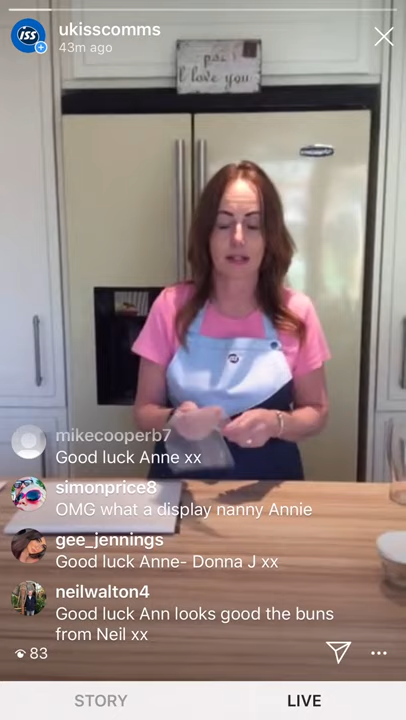 iss
ukisscomms
43m ago
p.s.
I love you
mikecooperb7
Good luck Anne xx
simonprice8
OMG what a display nanny Annie
gee_jennings
Good luck Anne- Donna J xx
neilwalton4
Good luck Ann looks good the buns
from Neil xx
83
STORY
LIVE